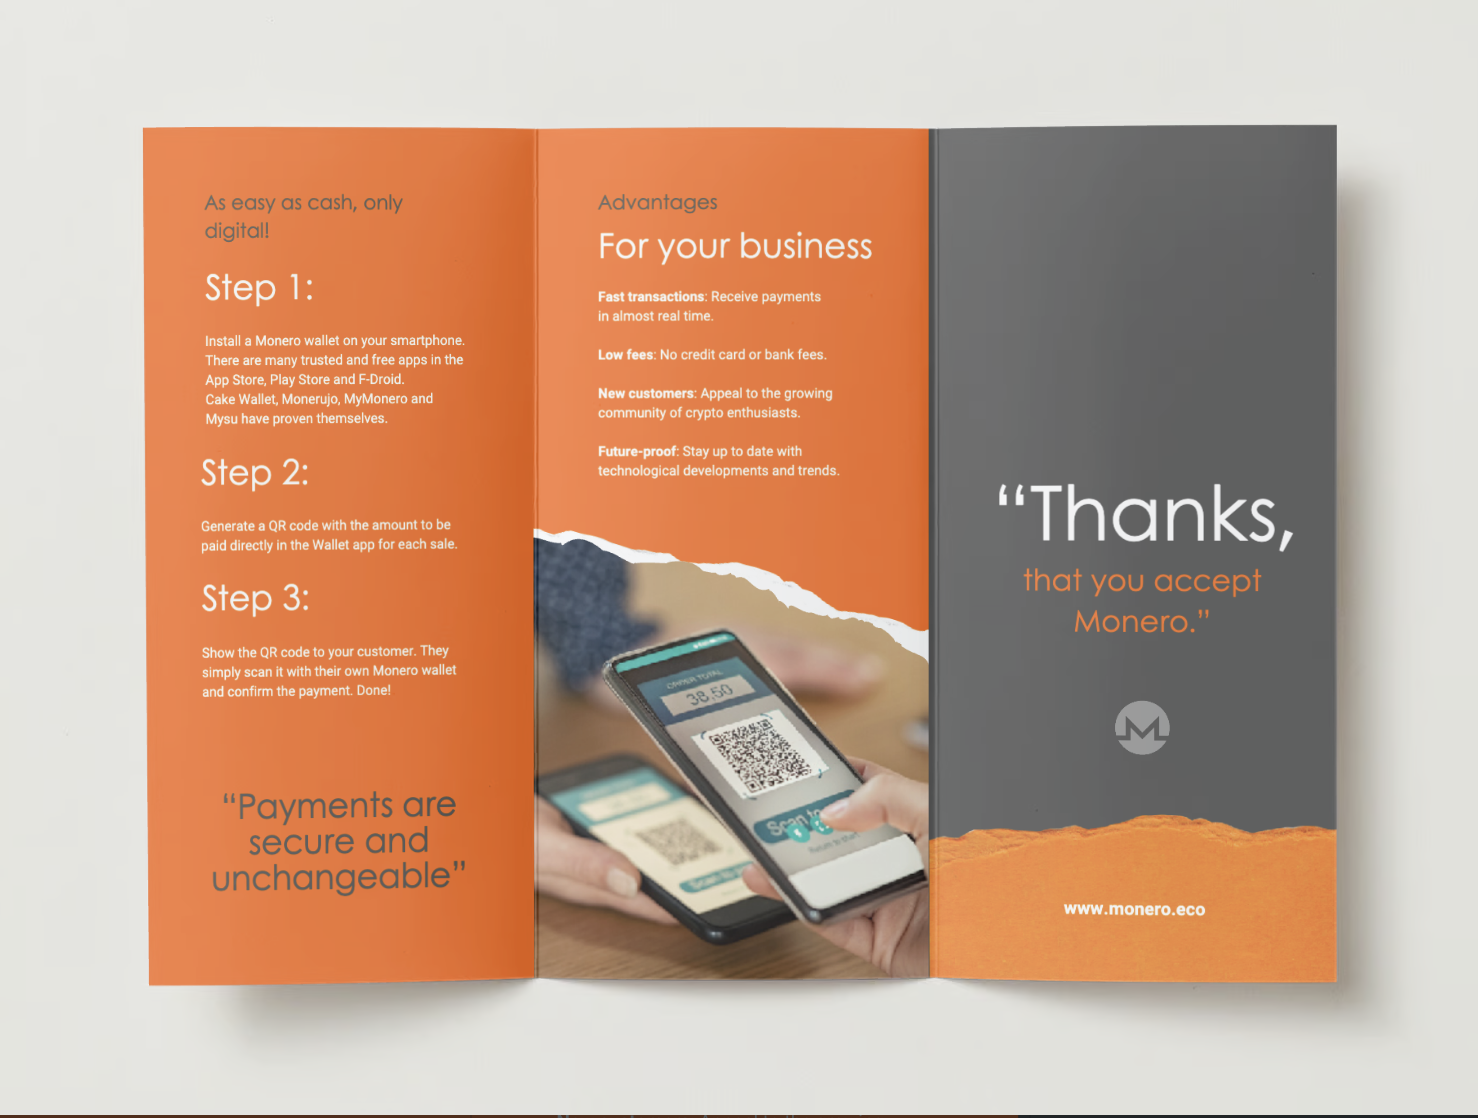 As easy as cash, only
digital!
Step 1:
Install a Monero wallet on your smartphone.
There are many trusted and free apps in the
App Store, Play Store and F-Droid.
Cake Wallet, Monerujo, MyMonero and
Mysu have proven themselves.
Step 2:
Generate a QR code with the amount to be
paid directly in the Wallet app for each sale.
Step 3:
Show the QR code to your customer. They
simply scan it with their own Monero wallet
and confirm the payment. Done!
“Payments are
secure and
unchangeable”
Advantages
For your business
Fast transactions: Receive payments
in almost real time.
Low fees: No credit card or bank fees.
New customers: Appeal to the growing
community of crypto enthusiasts.
Future-proof: Stay up to date with
technological developments and trends.
ORDER TOTAL
38,50
Scan to
“Thanks,
that you accept
Monero.”
www.monero.eco